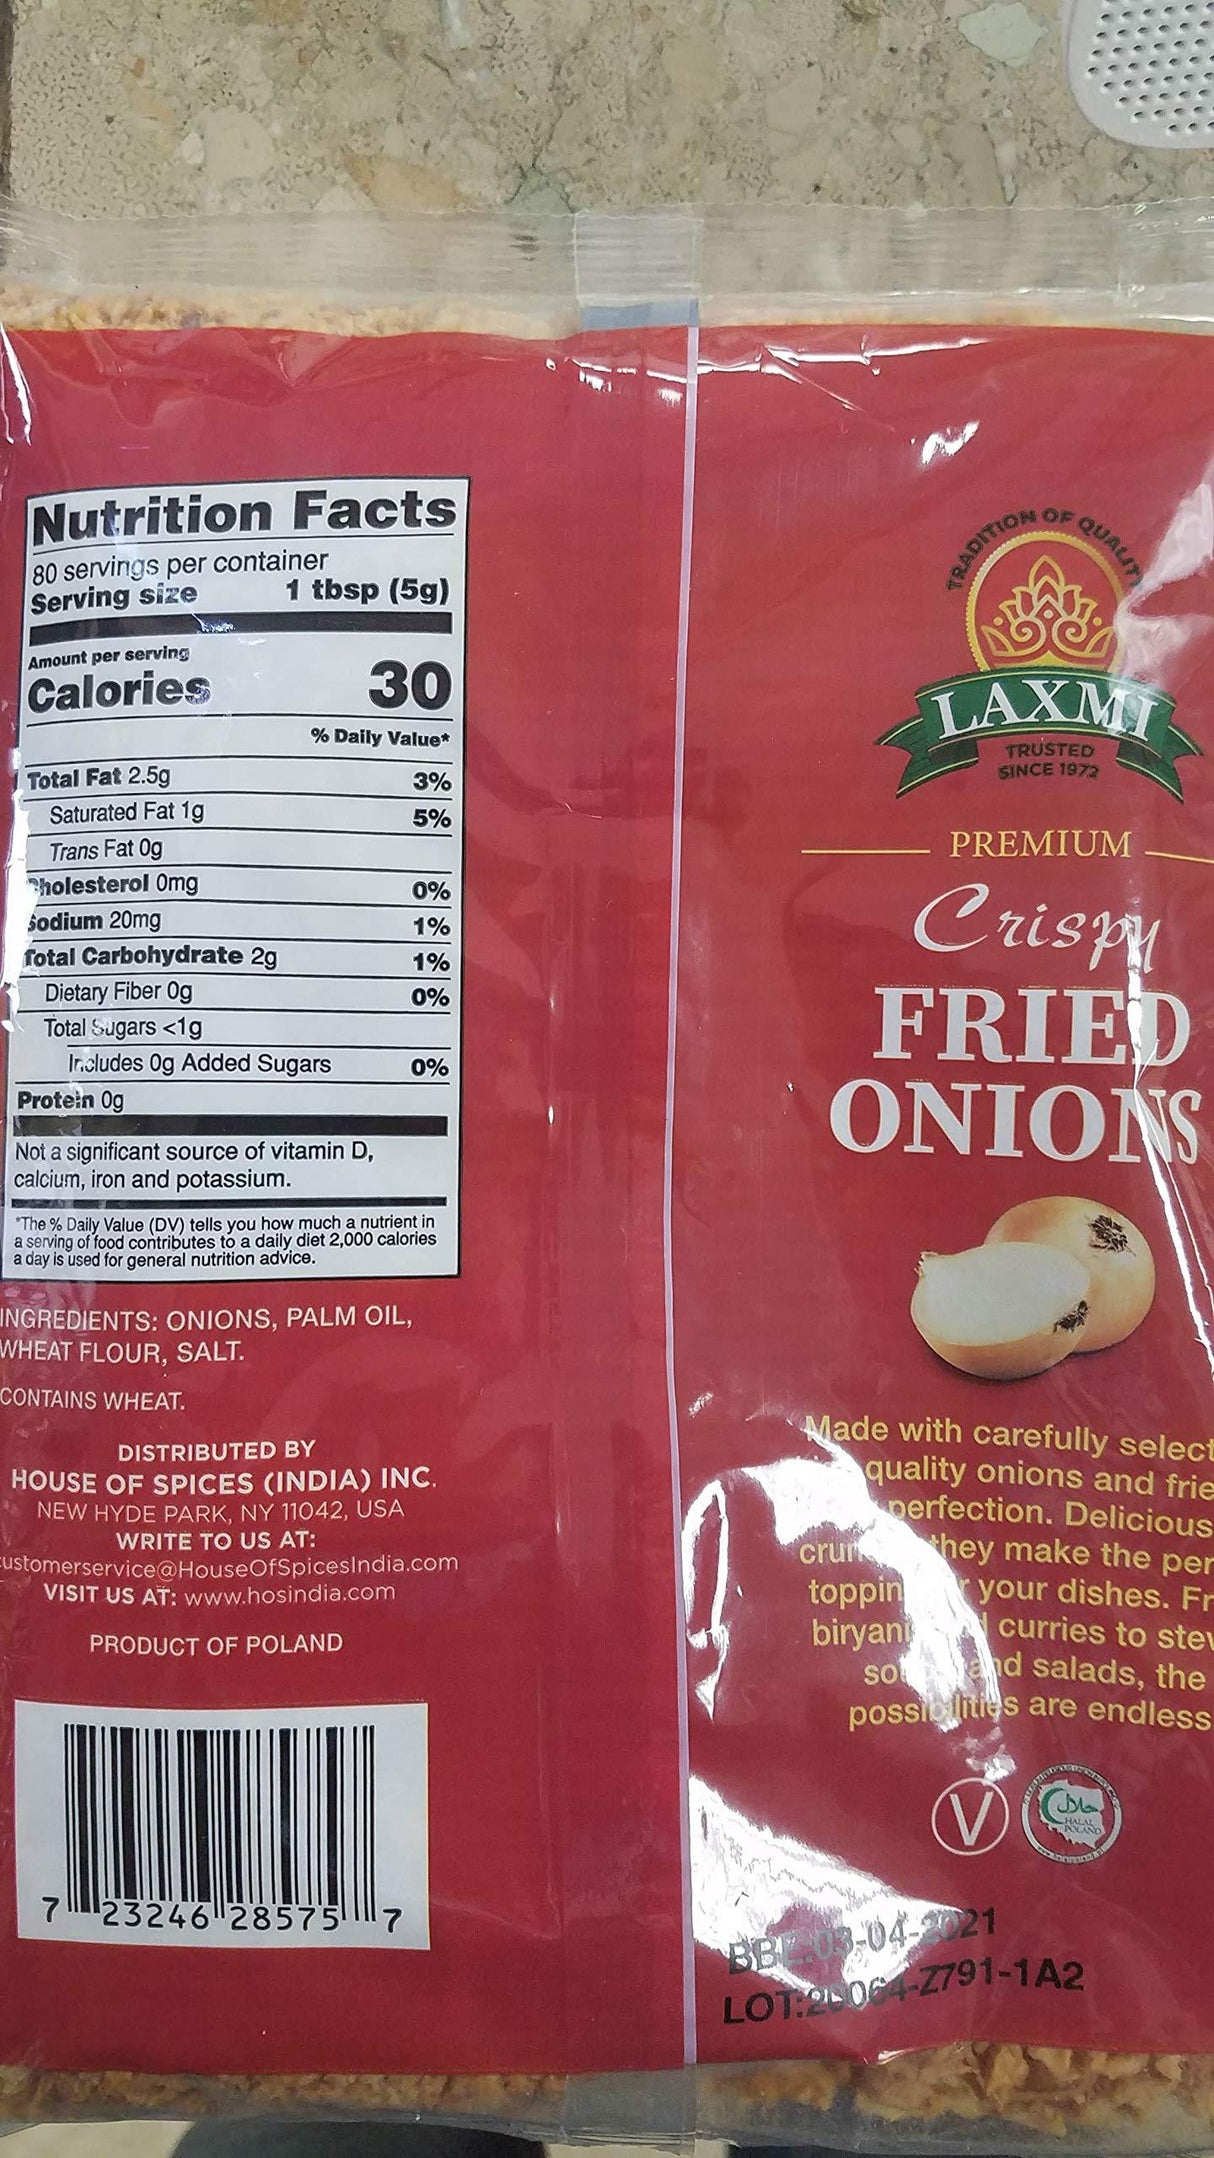 Nutrition Facts
80 servings per container
Serving size 1 tbsp (5g)
Amount per serving
Calories 30
% Daily Value*
Total Fat 2.5g 3%
Saturated Fat 1g 5%
Trans Fat 0g
Cholesterol 0mg 0%
Sodium 20mg 1%
Total Carbohydrate 2g 1%
Dietary Fiber 0g 0%
Total Sugars <1g
Includes 0g Added Sugars 0%
Protein 0g
Not a significant source of vitamin D,
calcium, iron and potassium.
*The % Daily Value (DV) tells you how much a nutrient in
a serving of food contributes to a daily diet 2,000 calories
a day is used for general nutrition advice.
INGREDIENTS: ONIONS, PALM OIL,
WHEAT FLOUR, SALT.
CONTAINS WHEAT.
DISTRIBUTED BY
HOUSE OF SPICES (INDIA) INC.
NEW HYDE PARK, NY 11042, USA
WRITE TO US AT:
customerservice@HouseOfSpicesIndia.com
VISIT US AT: www.hosindia.com
PRODUCT OF POLAND
7 23246 28575 7
TRADITION OF QUALITY
LAXMI
TRUSTED
SINCE 1972
PREMIUM
Crispy
FRIED
ONIONS
Made with carefully select
quality onions and frie
perfection. Delicious
they make the per
your dishes. Fr
curries to stew
and salads, the
possibilities are endless
V
حلال
HALAL
POLAND
BBE:03-04-2021
LOT:20064-Z791-1A2